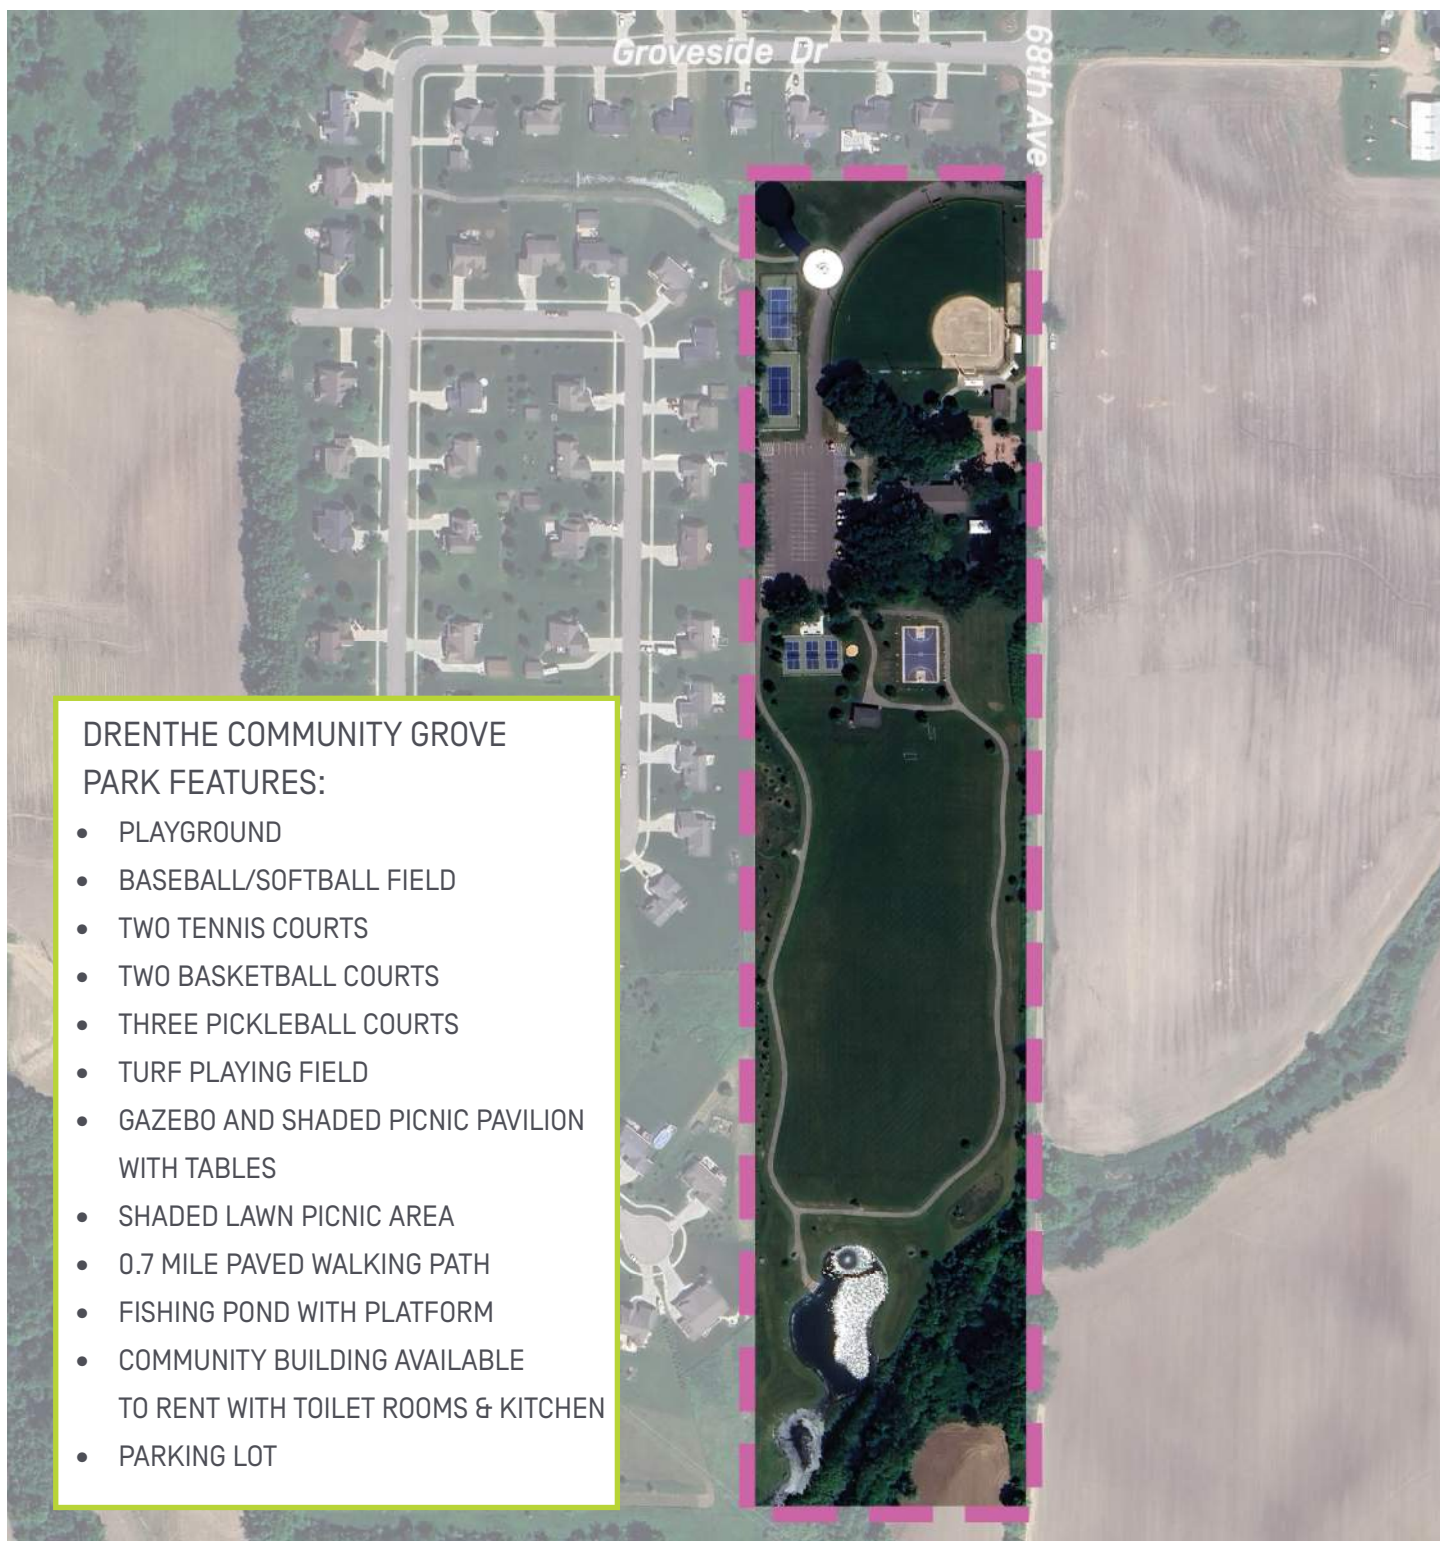 Groveside Dr
68th Ave
DRENTHE COMMUNITY GROVE
PARK FEATURES:
• PLAYGROUND
• BASEBALL/SOFTBALL FIELD
• TWO TENNIS COURTS
• TWO BASKETBALL COURTS
• THREE PICKLEBALL COURTS
• TURF PLAYING FIELD
• GAZEBO AND SHADED PICNIC PAVILION
WITH TABLES
• SHADED LAWN PICNIC AREA
• 0.7 MILE PAVED WALKING PATH
• FISHING POND WITH PLATFORM
• COMMUNITY BUILDING AVAILABLE
TO RENT WITH TOILET ROOMS & KITCHEN
• PARKING LOT